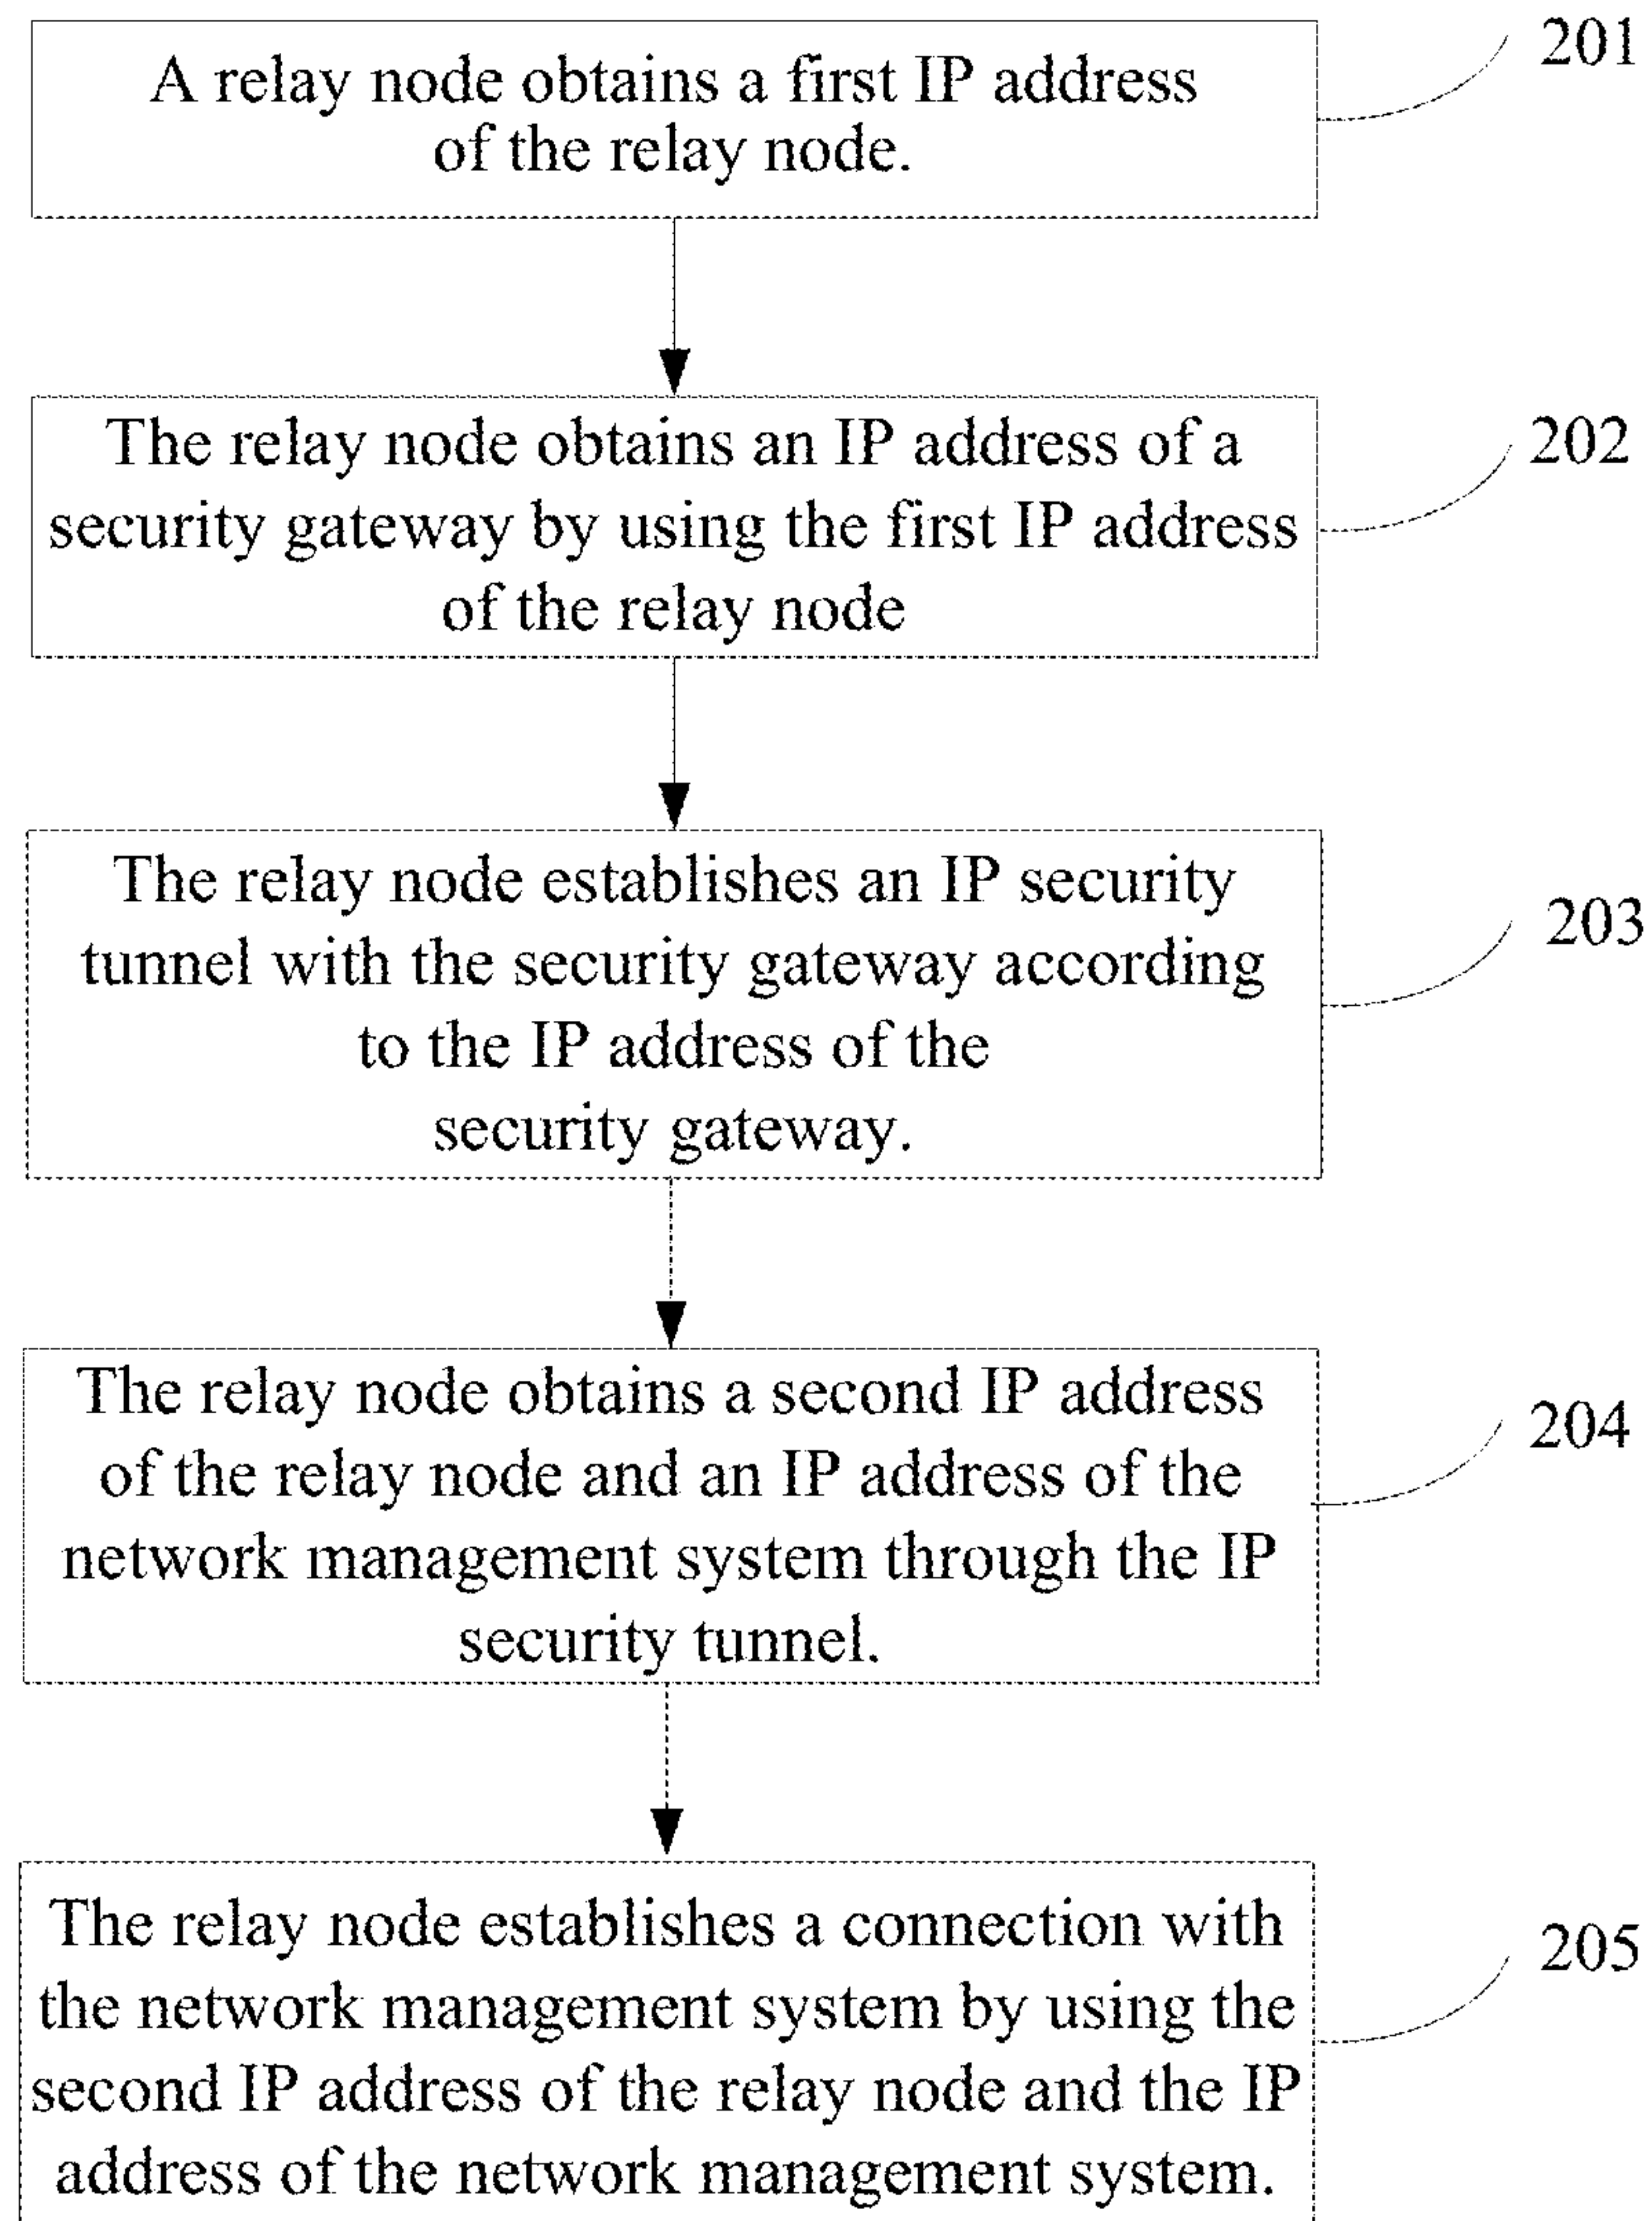 A relay node obtains a first IP address
of the relay node.
201
The relay node obtains an IP address of a
security gateway by using the first IP address
of the relay node
202
The relay node establishes an IP security
tunnel with the security gateway according
to the IP address of the
security gateway.
203
The relay node obtains a second IP address
of the relay node and an IP address of the
network management system through the IP
security tunnel.
204
The relay node establishes a connection with
the network management system by using the
second IP address of the relay node and the IP
address of the network management system.
205